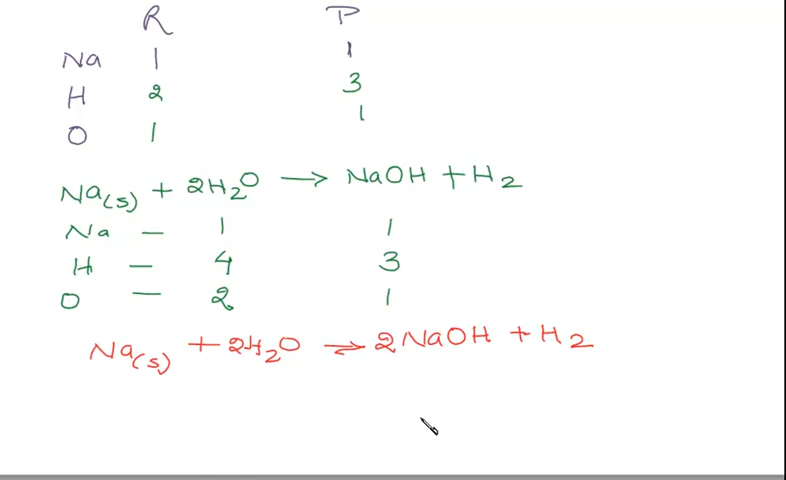 R P
Na 1 1
H 2 3
O 1 1
Na(s) + 2H2O → NaOH + H2
Na – 1 1
H – 4 3
O – 2 1
Na(s) + 2H2O ⇌ 2NaOH + H2